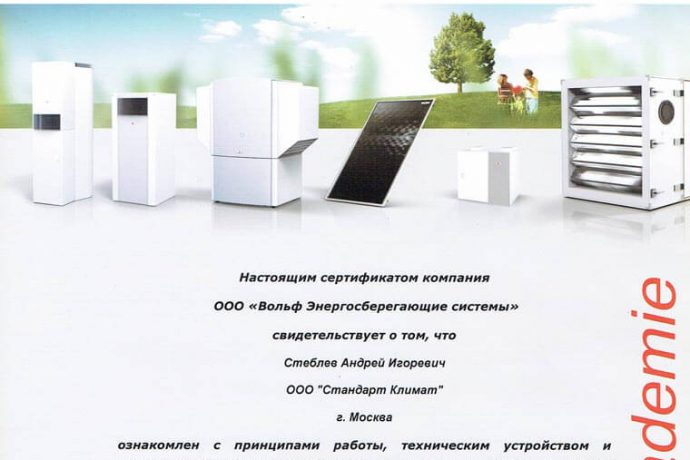 Настоящим сертификатом компания
ООО «Вольф Энергосберегающие системы»
свидетельствует о том, что
Стеблев Андрей Игоревич
ООО "Стандарт Климат"
г. Москва
ознакомлен с принципами работы, техническим устройством и
ademie